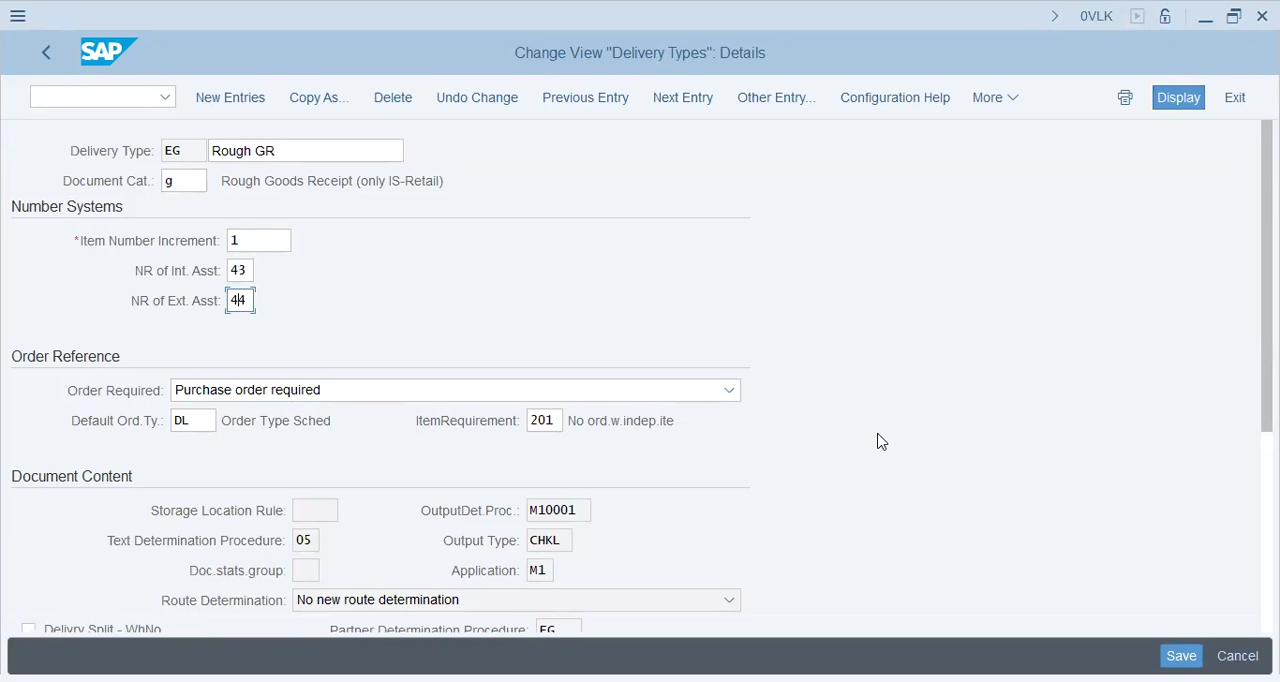 0VLK
SAP Change View "Delivery Types": Details
New Entries Copy As... Delete Undo Change Previous Entry Next Entry Other Entry... Configuration Help More Display Exit
Delivery Type: EG Rough GR
Document Cat.: g Rough Goods Receipt (only IS-Retail)
Number Systems
*Item Number Increment: 1
NR of Int. Asst: 43
NR of Ext. Asst: 44
Order Reference
Order Required: Purchase order required
Default Ord.Ty.: DL Order Type Sched ItemRequirement: 201 No ord.w.indep.ite
Document Content
Storage Location Rule: OutputDet.Proc.: M10001
Text Determination Procedure: 05 Output Type: CHKL
Doc.stats.group: Application: M1
Route Determination: No new route determination
Delivry Split - WhNo Partner Determination Procedure: EG
Save Cancel